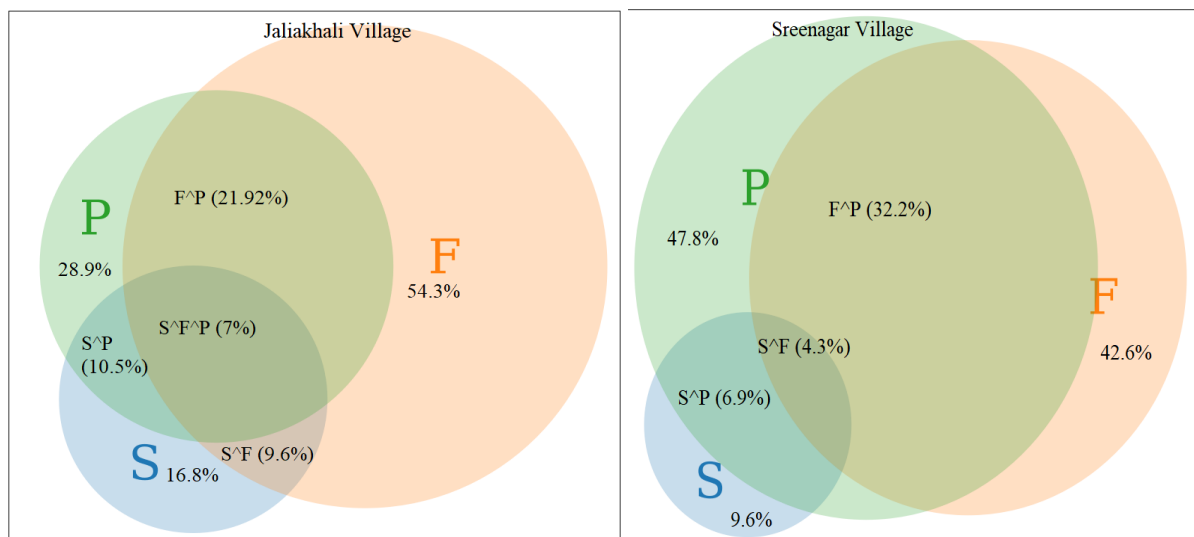 Jaliakhali Village
P
28.9%
F^P (21.92%)
F
54.3%
S^F^P (7%)
S^P
(10.5%)
S^F (9.6%)
S
16.8%
Sreenagar Village
P
47.8%
F^P (32.2%)
F
42.6%
S^F (4.3%)
S^P (6.9%)
S
9.6%